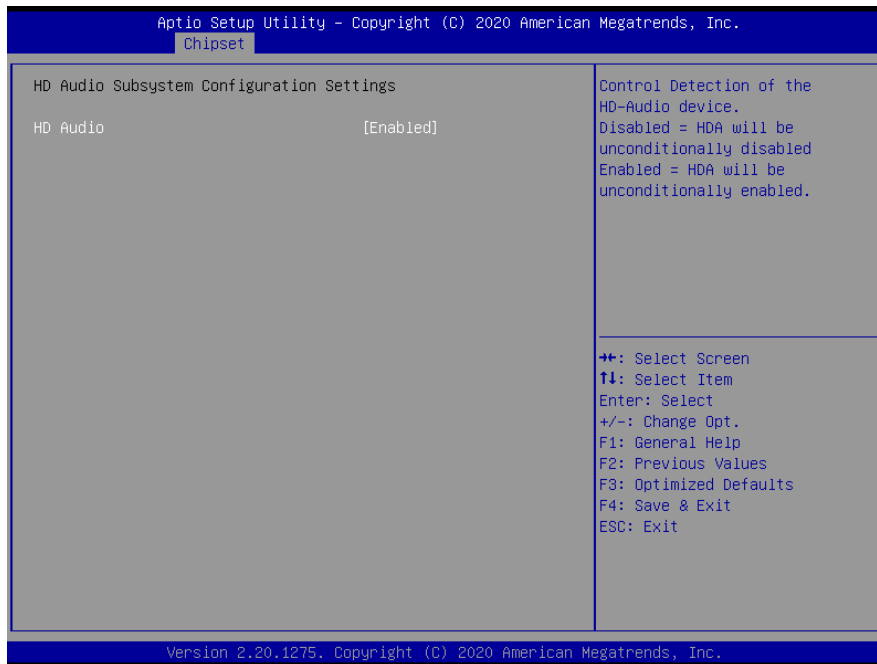 Aptio Setup Utility – Copyright (C) 2020 American Megatrends, Inc.
Chipset
HD Audio Subsystem Configuration Settings
HD Audio [Enabled]
Control Detection of the
HD-Audio device.
Disabled = HDA will be
unconditionally disabled
Enabled = HDA will be
unconditionally enabled.
→←: Select Screen
↑↓: Select Item
Enter: Select
+/-: Change Opt.
F1: General Help
F2: Previous Values
F3: Optimized Defaults
F4: Save & Exit
ESC: Exit
Version 2.20.1275. Copyright (C) 2020 American Megatrends, Inc.